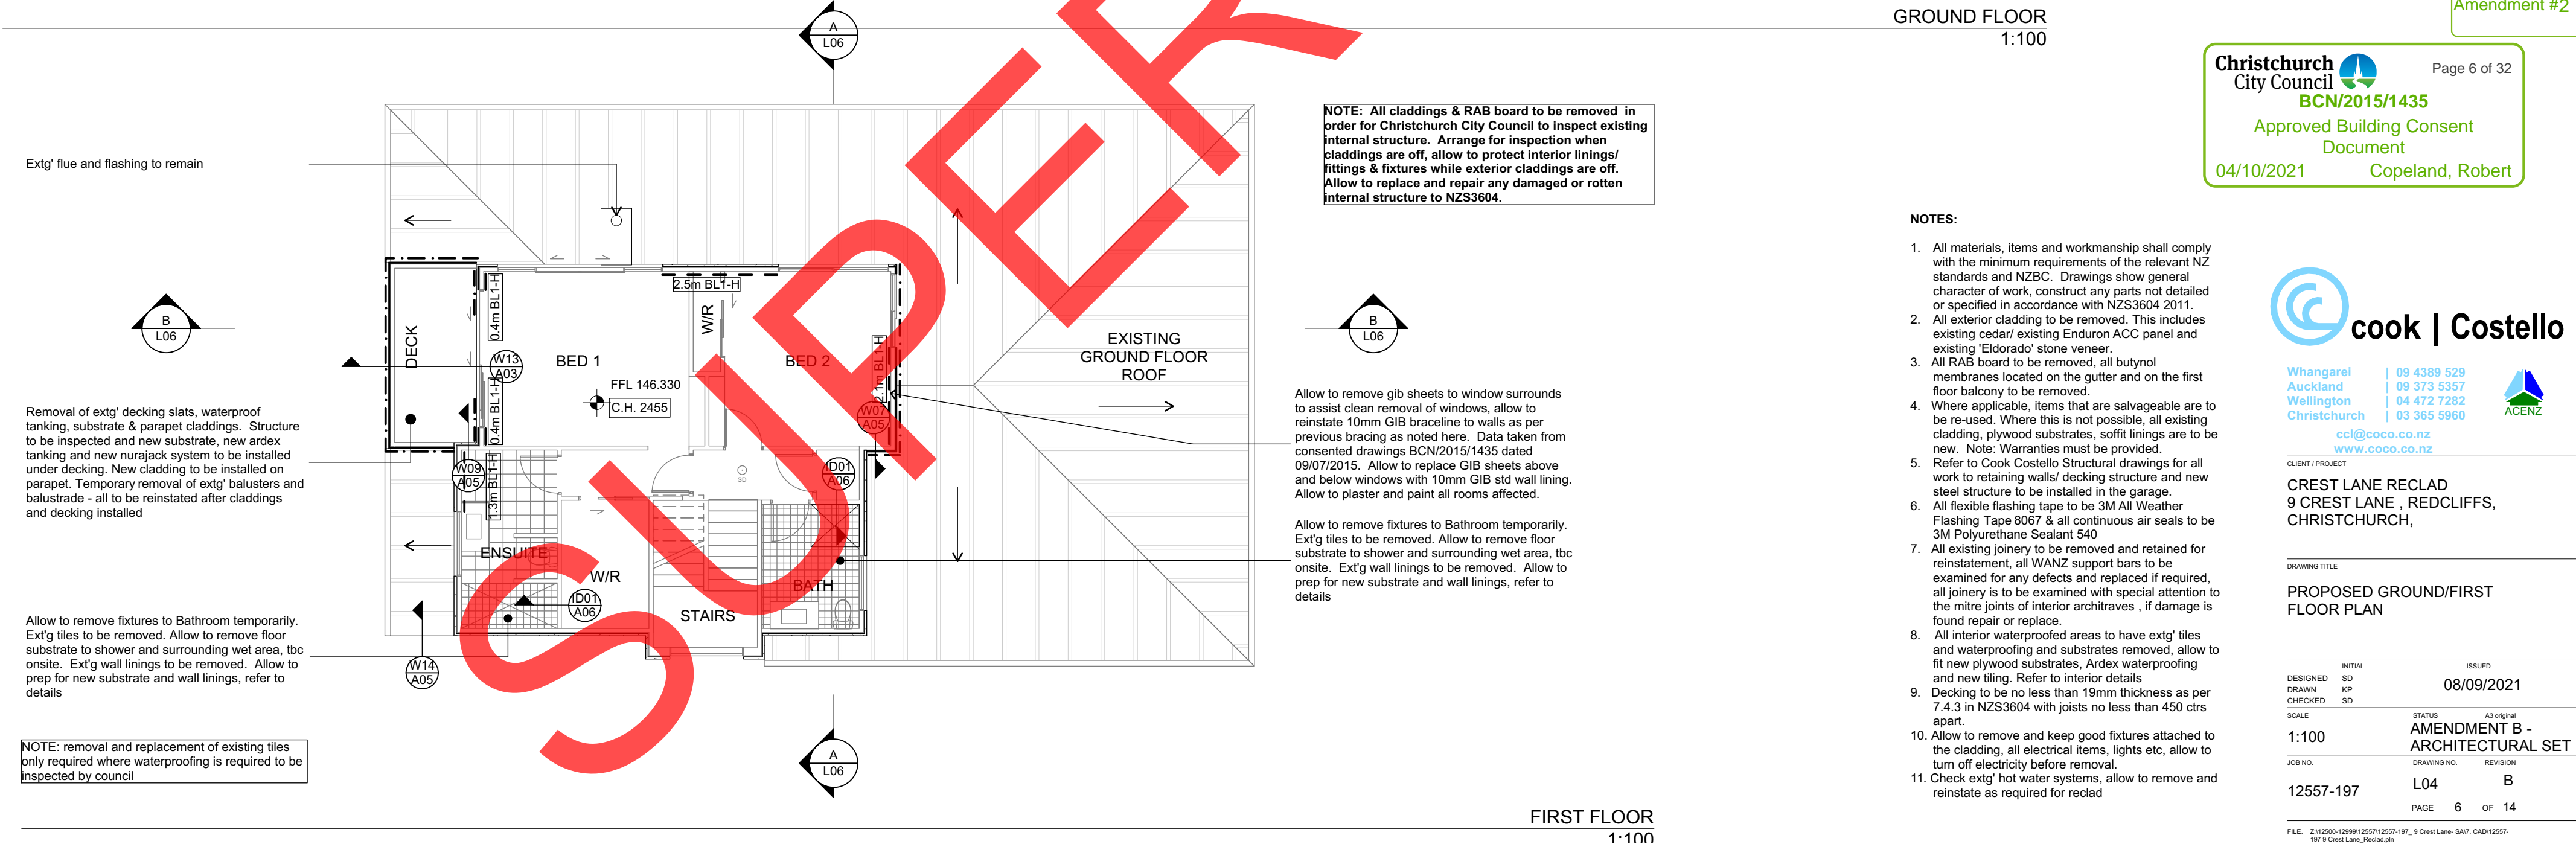 GROUND FLOOR
1:100
Amendment #2
Christchurch
City Council
Page 6 of 32
BCN/2015/1435
Approved Building Consent
Document
04/10/2021 Copeland, Robert
A
L06
Extg' flue and flashing to remain
NOTE: All claddings & RAB board to be removed in
order for Christchurch City Council to inspect existing
internal structure. Arrange for inspection when
claddings are off, allow to protect interior linings/
fittings & fixtures while exterior claddings are off.
Allow to replace and repair any damaged or rotten
internal structure to NZS3604.
B
L06
DECK
0.4m BL1-H
2.5m BL1-H
W/R
W13
A03
BED 1
BED 2
FFL 146.330
C.H. 2455
0.4m BL1-H
2.1m BL1-H
W07
A05
EXISTING
GROUND FLOOR
ROOF
B
L06
Removal of extg' decking slats, waterproof
tanking, substrate & parapet claddings. Structure
to be inspected and new substrate, new ardex
tanking and new nurajack system to be installed
under decking. New cladding to be installed on
parapet. Temporary removal of extg' balusters and
balustrade - all to be reinstated after claddings
and decking installed
Allow to remove gib sheets to window surrounds
to assist clean removal of windows, allow to
reinstate 10mm GIB braceline to walls as per
previous bracing as noted here. Data taken from
consented drawings BCN/2015/1435 dated
09/07/2015. Allow to replace GIB sheets above
and below windows with 10mm GIB std wall lining.
Allow to plaster and paint all rooms affected.
W09
A05
1.3m BL1-H
SD
ID01
A06
ENSUITE
W/R
ID01
A06
STAIRS
BATH
Allow to remove fixtures to Bathroom temporarily.
Ext'g tiles to be removed. Allow to remove floor
substrate to shower and surrounding wet area, tbc
onsite. Ext'g wall linings to be removed. Allow to
prep for new substrate and wall linings, refer to
details
Allow to remove fixtures to Bathroom temporarily.
Ext'g tiles to be removed. Allow to remove floor
substrate to shower and surrounding wet area, tbc
onsite. Ext'g wall linings to be removed. Allow to
prep for new substrate and wall linings, refer to
details
W14
A05
NOTE: removal and replacement of existing tiles
only required where waterproofing is required to be
inspected by council
A
L06
FIRST FLOOR
1:100
SUPER
NOTES:
1. All materials, items and workmanship shall comply
with the minimum requirements of the relevant NZ
standards and NZBC. Drawings show general
character of work, construct any parts not detailed
or specified in accordance with NZS3604 2011.
2. All exterior cladding to be removed. This includes
existing cedar/ existing Enduron ACC panel and
existing 'Eldorado' stone veneer.
3. All RAB board to be removed, all butynol
membranes located on the gutter and on the first
floor balcony to be removed.
4. Where applicable, items that are salvageable are to
be re-used. Where this is not possible, all existing
cladding, plywood substrates, soffit linings are to be
new. Note: Warranties must be provided.
5. Refer to Cook Costello Structural drawings for all
work to retaining walls/ decking structure and new
steel structure to be installed in the garage.
6. All flexible flashing tape to be 3M All Weather
Flashing Tape 8067 & all continuous air seals to be
3M Polyurethane Sealant 540
7. All existing joinery to be removed and retained for
reinstatement, all WANZ support bars to be
examined for any defects and replaced if required,
all joinery is to be examined with special attention to
the mitre joints of interior architraves , if damage is
found repair or replace.
8. All interior waterproofed areas to have extg' tiles
and waterproofing and substrates removed, allow to
fit new plywood substrates, Ardex waterproofing
and new tiling. Refer to interior details
9. Decking to be no less than 19mm thickness as per
7.4.3 in NZS3604 with joists no less than 450 ctrs
apart.
10. Allow to remove and keep good fixtures attached to
the cladding, all electrical items, lights etc, allow to
turn off electricity before removal.
11. Check extg' hot water systems, allow to remove and
reinstate as required for reclad
cook | Costello
Whangarei | 09 4389 529
Auckland | 09 373 5357
Wellington | 04 472 7282
Christchurch | 03 365 5960
ACENZ
ccl@coco.co.nz
www.coco.co.nz
CLIENT / PROJECT
CREST LANE RECLAD
9 CREST LANE , REDCLIFFS,
CHRISTCHURCH,
DRAWING TITLE
PROPOSED GROUND/FIRST
FLOOR PLAN
INITIAL ISSUED
DESIGNED SD
DRAWN KP
CHECKED SD
08/09/2021
SCALE STATUS A3 original
1:100 AMENDMENT B -
ARCHITECTURAL SET
JOB NO. DRAWING NO. REVISION
12557-197 L04 B
PAGE 6 OF 14
FILE. Z:\12500-12999\12557\12557-197_ 9 Crest Lane- SA\7. CAD\12557-
197 9 Crest Lane_Reclad.pln